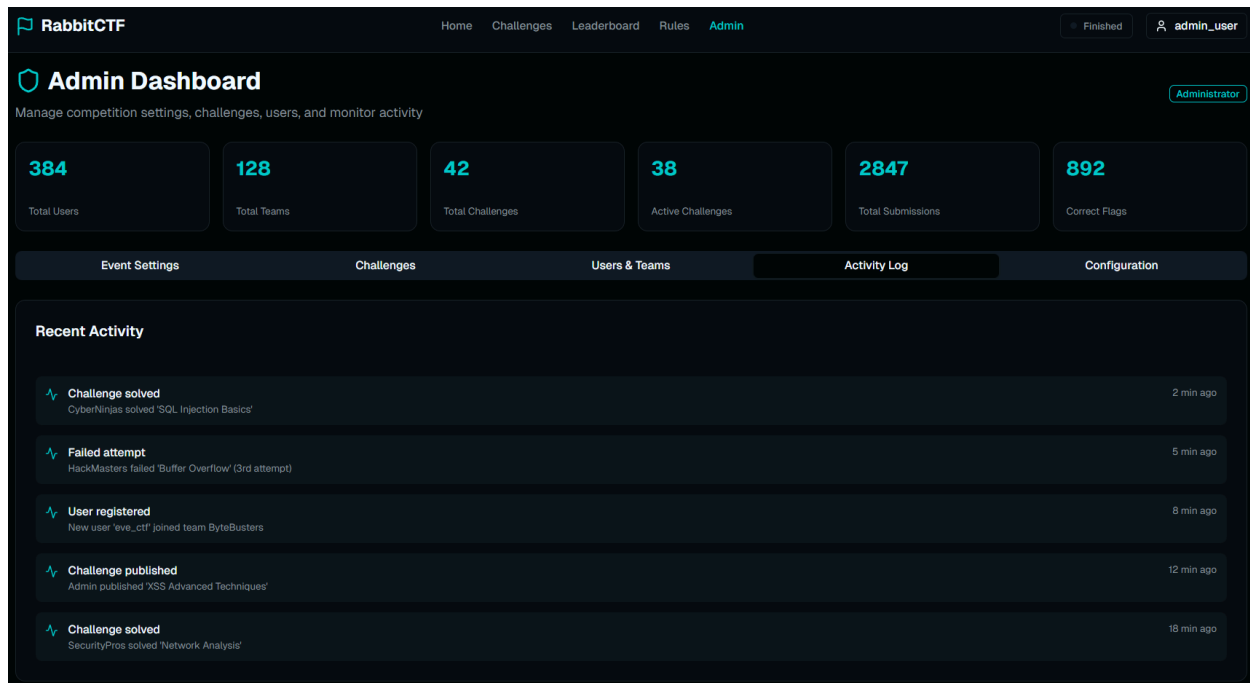 RabbitCTF
Home Challenges Leaderboard Rules Admin
Finished
admin_user
Admin Dashboard
Manage competition settings, challenges, users, and monitor activity
Administrator
384
Total Users
128
Total Teams
42
Total Challenges
38
Active Challenges
2847
Total Submissions
892
Correct Flags
Event Settings Challenges Users & Teams Activity Log Configuration
Recent Activity
Challenge solved
2 min ago
CyberNinjas solved 'SQL Injection Basics'
Failed attempt
5 min ago
HackMasters failed 'Buffer Overflow' (3rd attempt)
User registered
8 min ago
New user 'eve_ctf' joined team ByteBusters
Challenge published
12 min ago
Admin published 'XSS Advanced Techniques'
Challenge solved
18 min ago
SecurityPros solved 'Network Analysis'